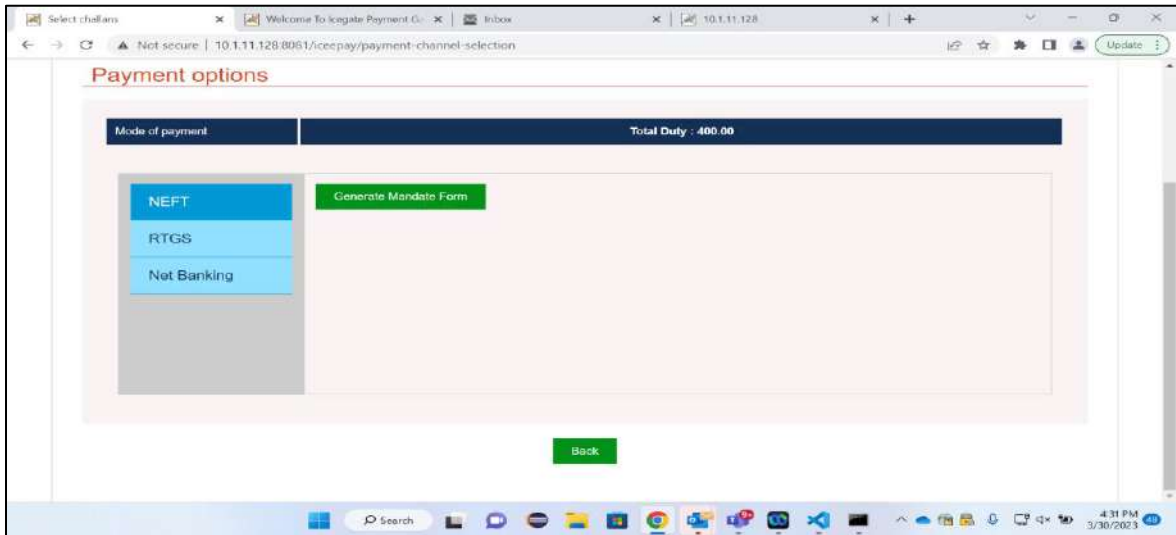 Select challans
Welcome To Icegate Payment G
Inbox
10.1.11.128
Not secure | 10.1.11.128:8081/iceepay/payment-channel-selection
Update
Payment options
Mode of payment
Total Duty : 400.00
NEFT
Generate Mandate Form
RTGS
Net Banking
Back
Search
4:31 PM
3/30/2023